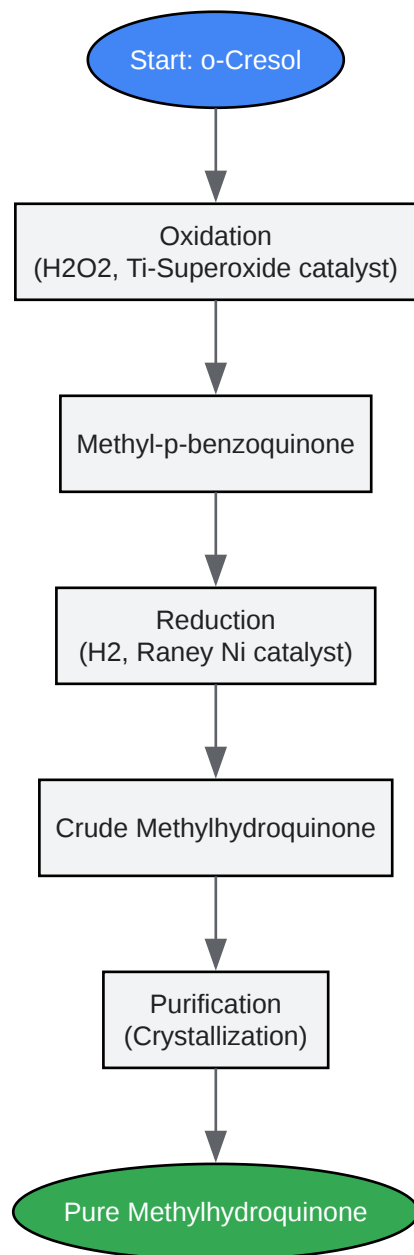 Start: o-Cresol
Oxidation
(H2O2, Ti-Superoxide catalyst)
Methyl-p-benzoquinone
Reduction
(H2, Raney Ni catalyst)
Crude Methylhydroquinone
Purification
(Crystallization)
Pure Methylhydroquinone